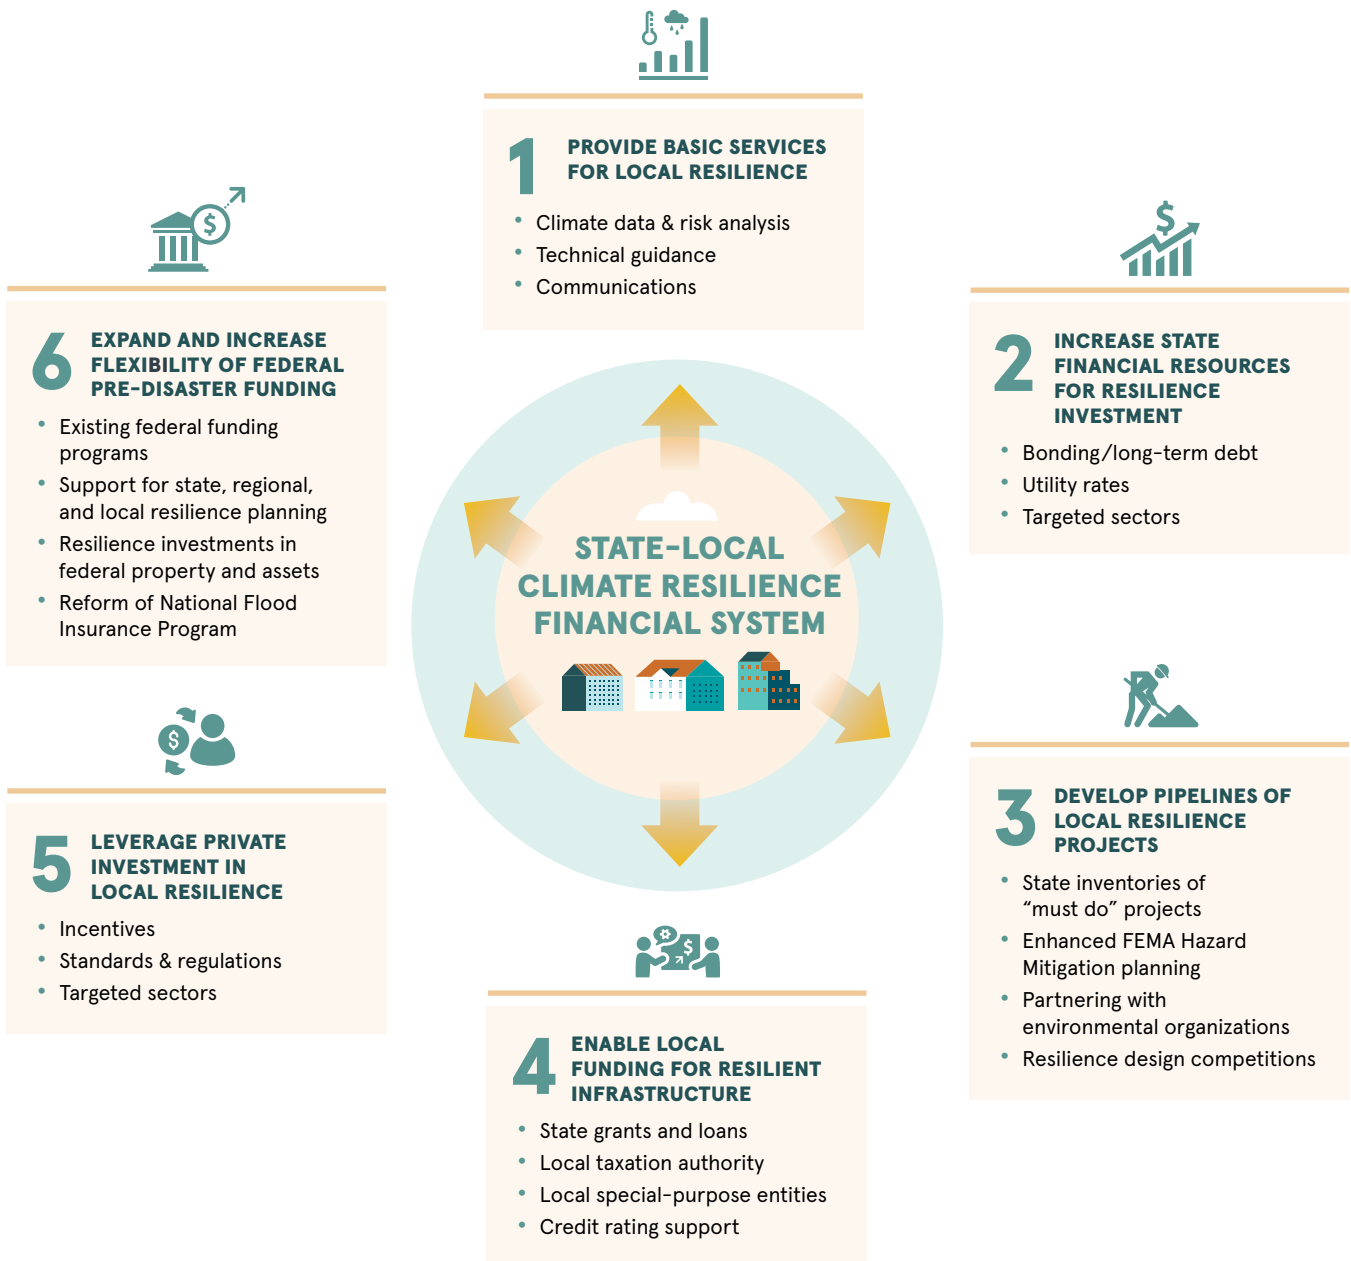 1 PROVIDE BASIC SERVICES
FOR LOCAL RESILIENCE
• Climate data & risk analysis
• Technical guidance
• Communications
2 INCREASE STATE
FINANCIAL RESOURCES
FOR RESILIENCE
INVESTMENT
• Bonding/long-term debt
• Utility rates
• Targeted sectors
3 DEVELOP PIPELINES OF
LOCAL RESILIENCE
PROJECTS
• State inventories of
“must do” projects
• Enhanced FEMA Hazard
Mitigation planning
• Partnering with
environmental organizations
• Resilience design competitions
4 ENABLE LOCAL
FUNDING FOR RESILIENT
INFRASTRUCTURE
• State grants and loans
• Local taxation authority
• Local special-purpose entities
• Credit rating support
5 LEVERAGE PRIVATE
INVESTMENT IN
LOCAL RESILIENCE
• Incentives
• Standards & regulations
• Targeted sectors
6 EXPAND AND INCREASE
FLEXIBILITY OF FEDERAL
PRE-DISASTER FUNDING
• Existing federal funding
programs
• Support for state, regional,
and local resilience planning
• Resilience investments in
federal property and assets
• Reform of National Flood
Insurance Program
STATE-LOCAL
CLIMATE RESILIENCE
FINANCIAL SYSTEM
$
$
$
$